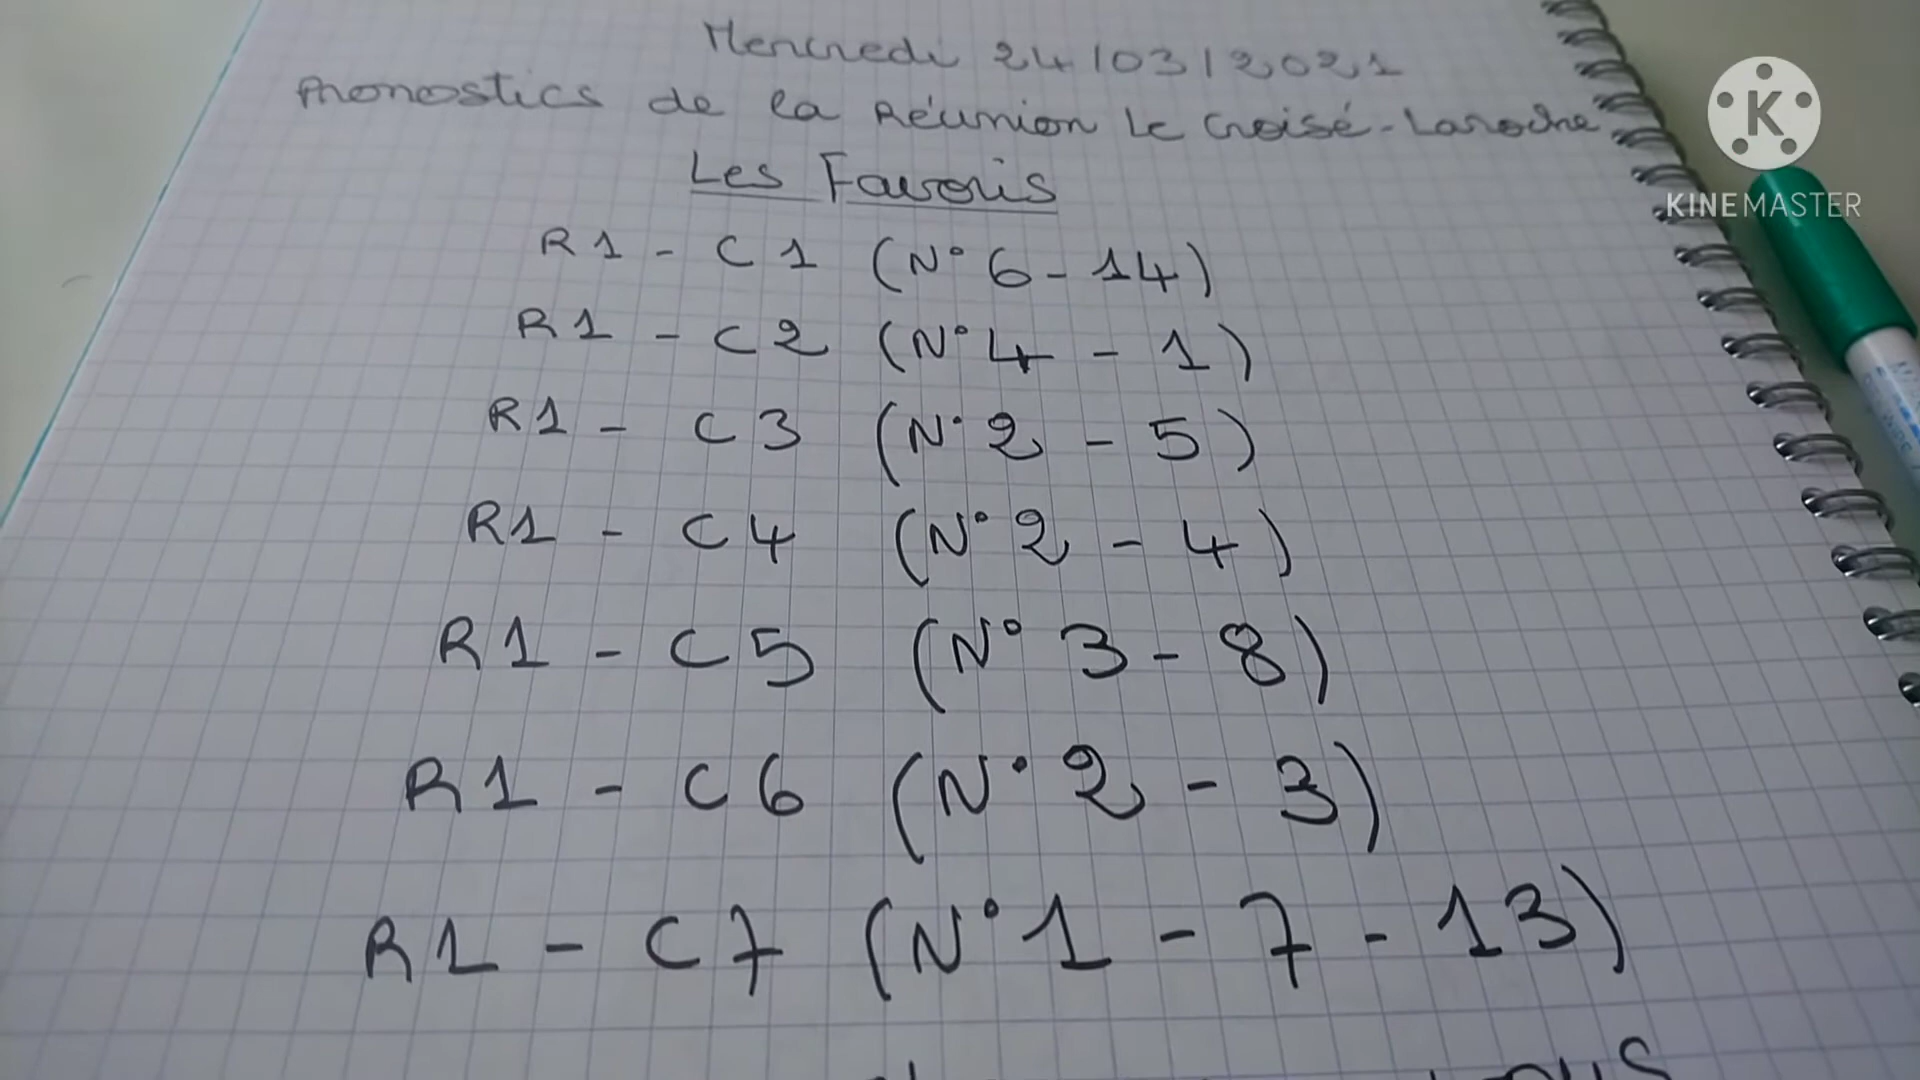 Mercredi 24/03/2021
Pronostics de la Réunion Le Croisé-Laroche
Les Favoris
R1 - C1 (N° 6 - 14)
R1 - C2 (N° 4 - 1)
R1 - C3 (N° 2 - 5)
R1 - C4 (N° 2 - 4)
R1 - C5 (N° 3 - 8)
R1 - C6 (N° 2 - 3)
R1 - C7 (N° 1 - 7 - 13)
K
KINEMASTER